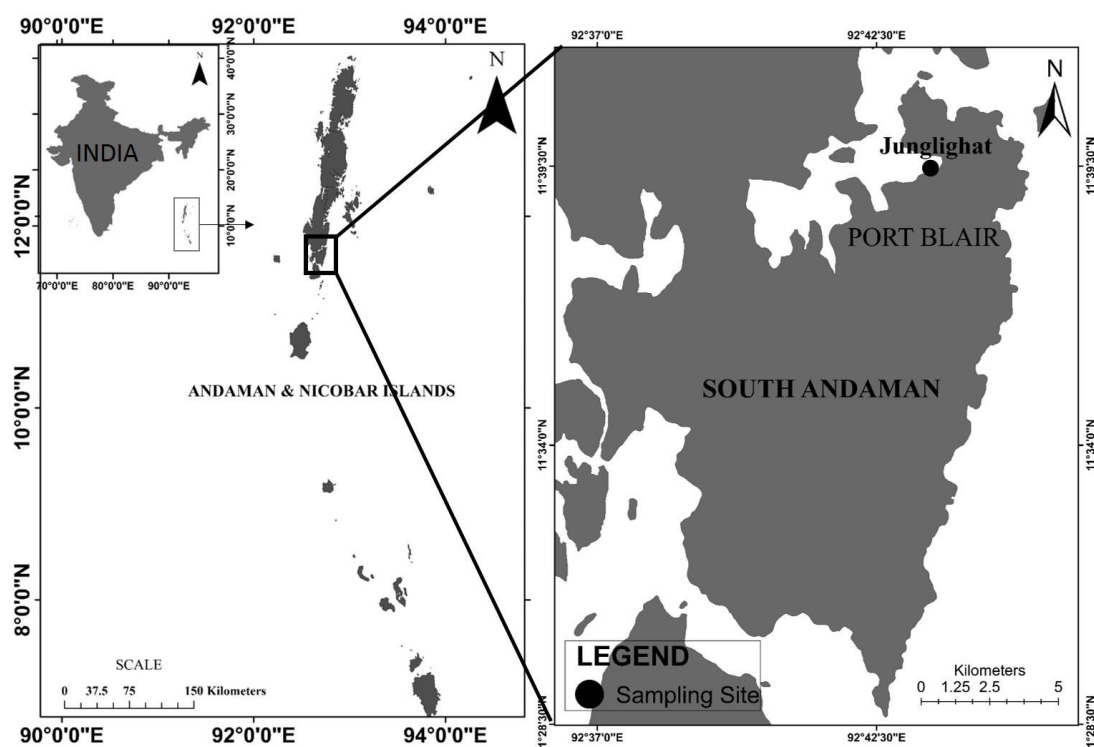 90°0'0"E
92°0'0"E
94°0'0"E
N
INDIA
40°0'0"N
30°0'0"N
20°0'0"N
10°0'0"N
70°0'0"E
80°0'0"E
90°0'0"E
N
12°0'0"N
10°0'0"N
8°0'0"N
ANDAMAN & NICOBAR ISLANDS
SCALE
0 37.5 75 150 Kilometers
90°0'0"E
92°0'0"E
94°0'0"E
92°37'0"E
92°42'30"E
N
Junglighat
11°39'30"N
11°39'30"N
PORT BLAIR
SOUTH ANDAMAN
11°34'0"N
11°34'0"N
LEGEND
Sampling Site
Kilometers
0 1.25 2.5 5
1°28'30"N
11°28'30"N
92°37'0"E
92°42'30"E